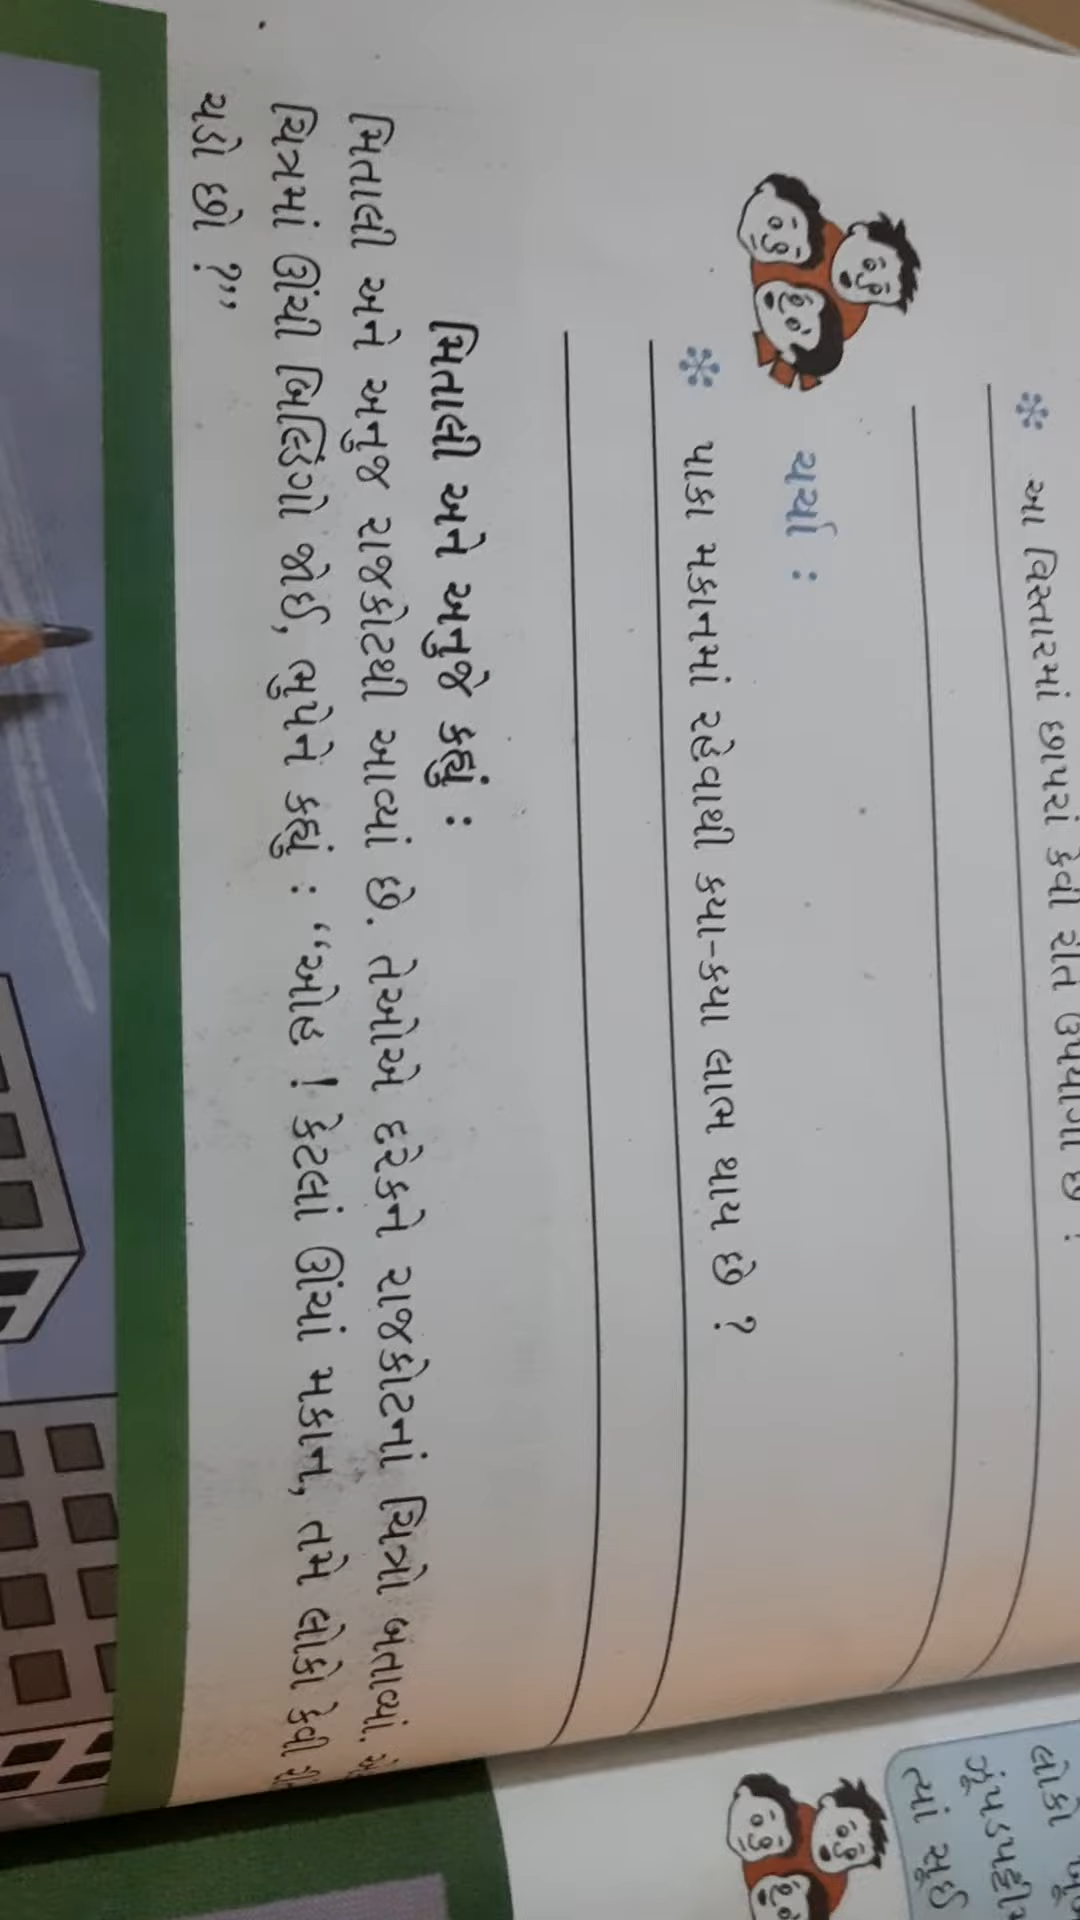 * આ વિસ્તારમાં છાપરાં કેવી રીતે ઉપયોગી છે ?
ચર્ચા :
* પાકા મકાનમાં રહેવાથી કયા-કયા લાભ થાય છે ?
મિતાલી અને અનુજે કહ્યું :
મિતાલી અને અનુજ રાજકોટથી આવ્યાં છે. તેઓએ દરેકને રાજકોટનાં ચિત્રો બતાવ્યાં.
ચિત્રમાં ઊંચી બિલ્ડિંગો જોઈ, ભુપેને કહ્યું : “ઓહ ! કેટલાં ઊંચાં મકાન, તમે લોકો કેવી
ચડો છો ?”
લોકો
ત્યાં સૂઈ